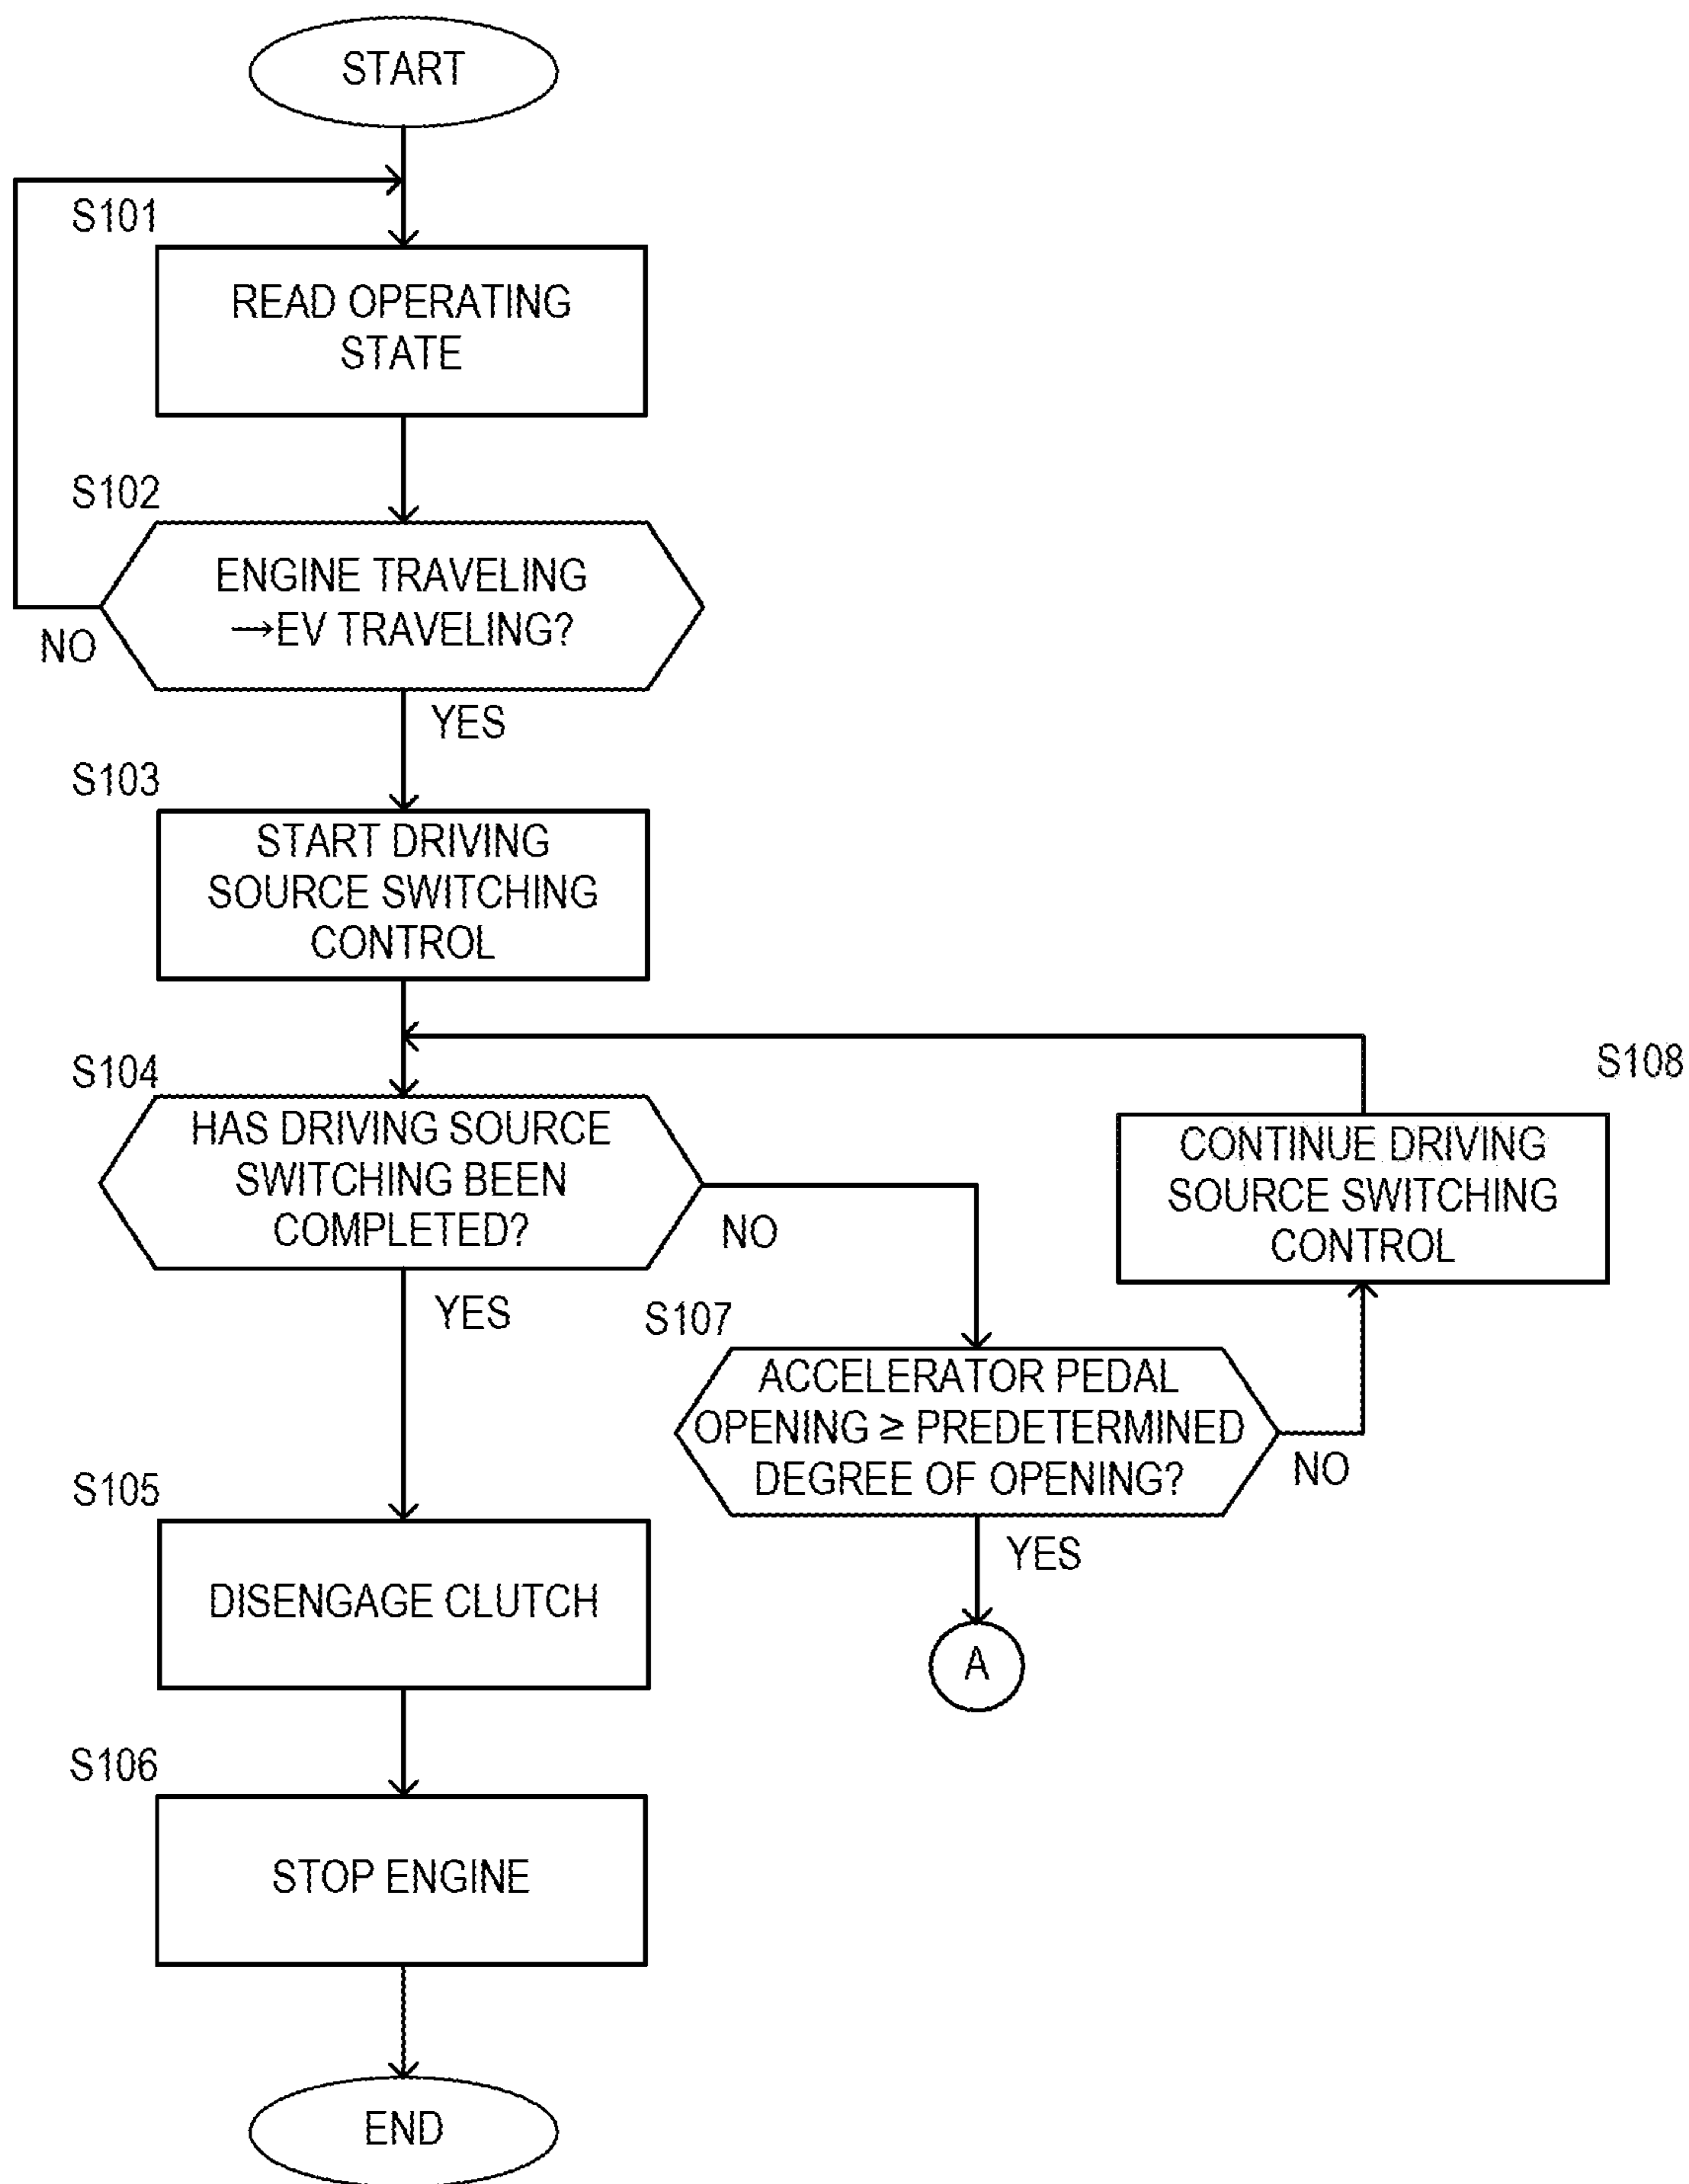 START
S101
READ OPERATING
STATE
S102
ENGINE TRAVELING
→EV TRAVELING?
NO
YES
S103
START DRIVING
SOURCE SWITCHING
CONTROL
S104
HAS DRIVING SOURCE
SWITCHING BEEN
COMPLETED?
NO
YES
S108
CONTINUE DRIVING
SOURCE SWITCHING
CONTROL
S107
ACCELERATOR PEDAL
OPENING ≥ PREDETERMINED
DEGREE OF OPENING?
NO
YES
A
S105
DISENGAGE CLUTCH
S106
STOP ENGINE
END